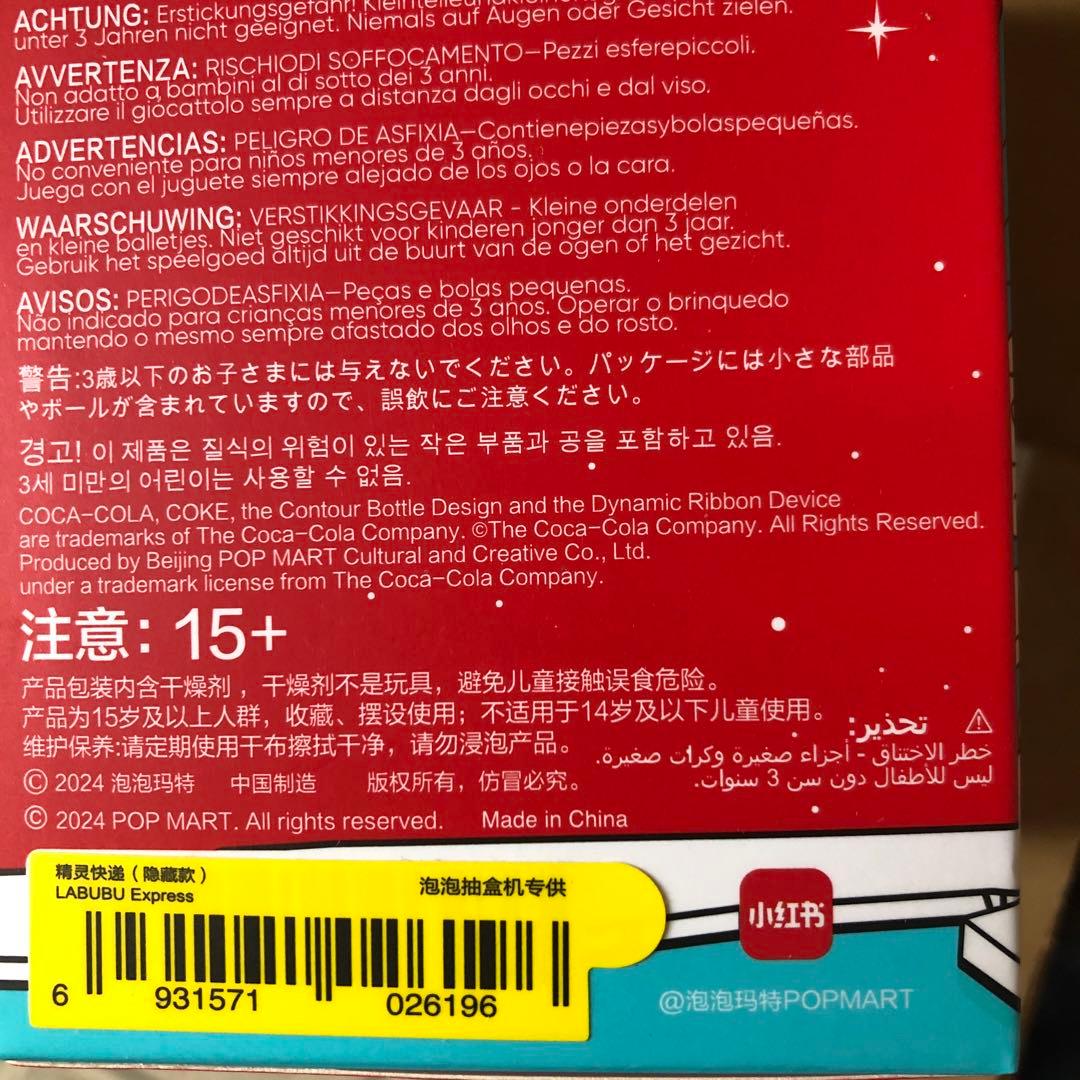 ACHTUNG: Erstickungsgefahr! Kleinteileundkleine
unter 3 Jahren nicht geeignet. Niemals auf Augen oder Gesicht zielen.
AVVERTENZA: RISCHIODI SOFFOCAMENTO—Pezzi esferepiccoli.
Non adatto a bambini al di sotto dei 3 anni.
Utilizzare il giocattolo sempre a distanza dagli occhi e dal viso.
ADVERTENCIAS: PELIGRO DE ASFIXIA—Contienepiezasybolaspequeñas.
No conveniente para niños menores de 3 años.
Juega con el juguete siempre alejado de los ojos o la cara.
WAARSCHUWING: VERSTIKKINGSGEVAAR - Kleine onderdelen
en kleine balletjes. Niet geschikt voor kinderen jonger dan 3 jaar.
Gebruik het speelgoed altijd uit de buurt van de ogen of het gezicht.
AVISOS: PERIGODEASFIXIA—Peças e bolas pequenas.
Não indicado para crianças menores de 3 anos. Operar o brinquedo
mantendo o mesmo sempre afastado dos olhos e do rosto.
警告:3歳以下のお子さまには与えないでください。パッケージには小さな部品
やボールが含まれていますので、誤飲にご注意ください。
경고! 이 제품은 질식의 위험이 있는 작은 부품과 공을 포함하고 있음.
3세 미만의 어린이는 사용할 수 없음.
COCA-COLA, COKE, the Contour Bottle Design and the Dynamic Ribbon Device
are trademarks of The Coca-Cola Company. ©The Coca-Cola Company. All Rights Reserved.
Produced by Beijing POP MART Cultural and Creative Co., Ltd.
under a trademark license from The Coca-Cola Company.
注意: 15+
产品包装内含干燥剂，干燥剂不是玩具，避免儿童接触误食危险。
产品为15岁及以上人群，收藏、摆设使用；不适用于14岁及以下儿童使用。
维护保养:请定期使用干布擦拭干净，请勿浸泡产品。
⚠ تحذير:
خطر الاختناق - أجزاء صغيرة وكرات صغيرة.
ليس للأطفال دون سن 3 سنوات.
© 2024 泡泡玛特 中国制造 版权所有，仿冒必究。
© 2024 POP MART. All rights reserved. Made in China
精灵快递（隐藏款）
LABUBU Express
泡泡抽盒机专供
6 931571 026196
小红书
@泡泡玛特POPMART